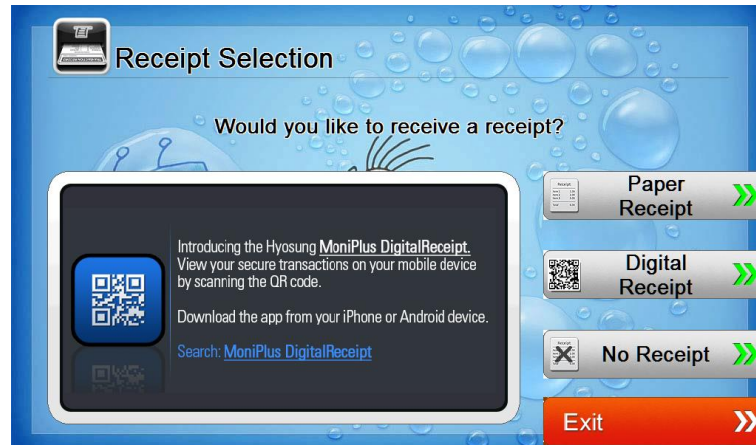 Receipt Selection
Would you like to receive a receipt?
Introducing the Hyosung MoniPlus DigitalReceipt.
View your secure transactions on your mobile device
by scanning the QR code.
Download the app from your iPhone or Android device.
Search: MoniPlus DigitalReceipt
Paper
Receipt
Digital
Receipt
No Receipt
Exit